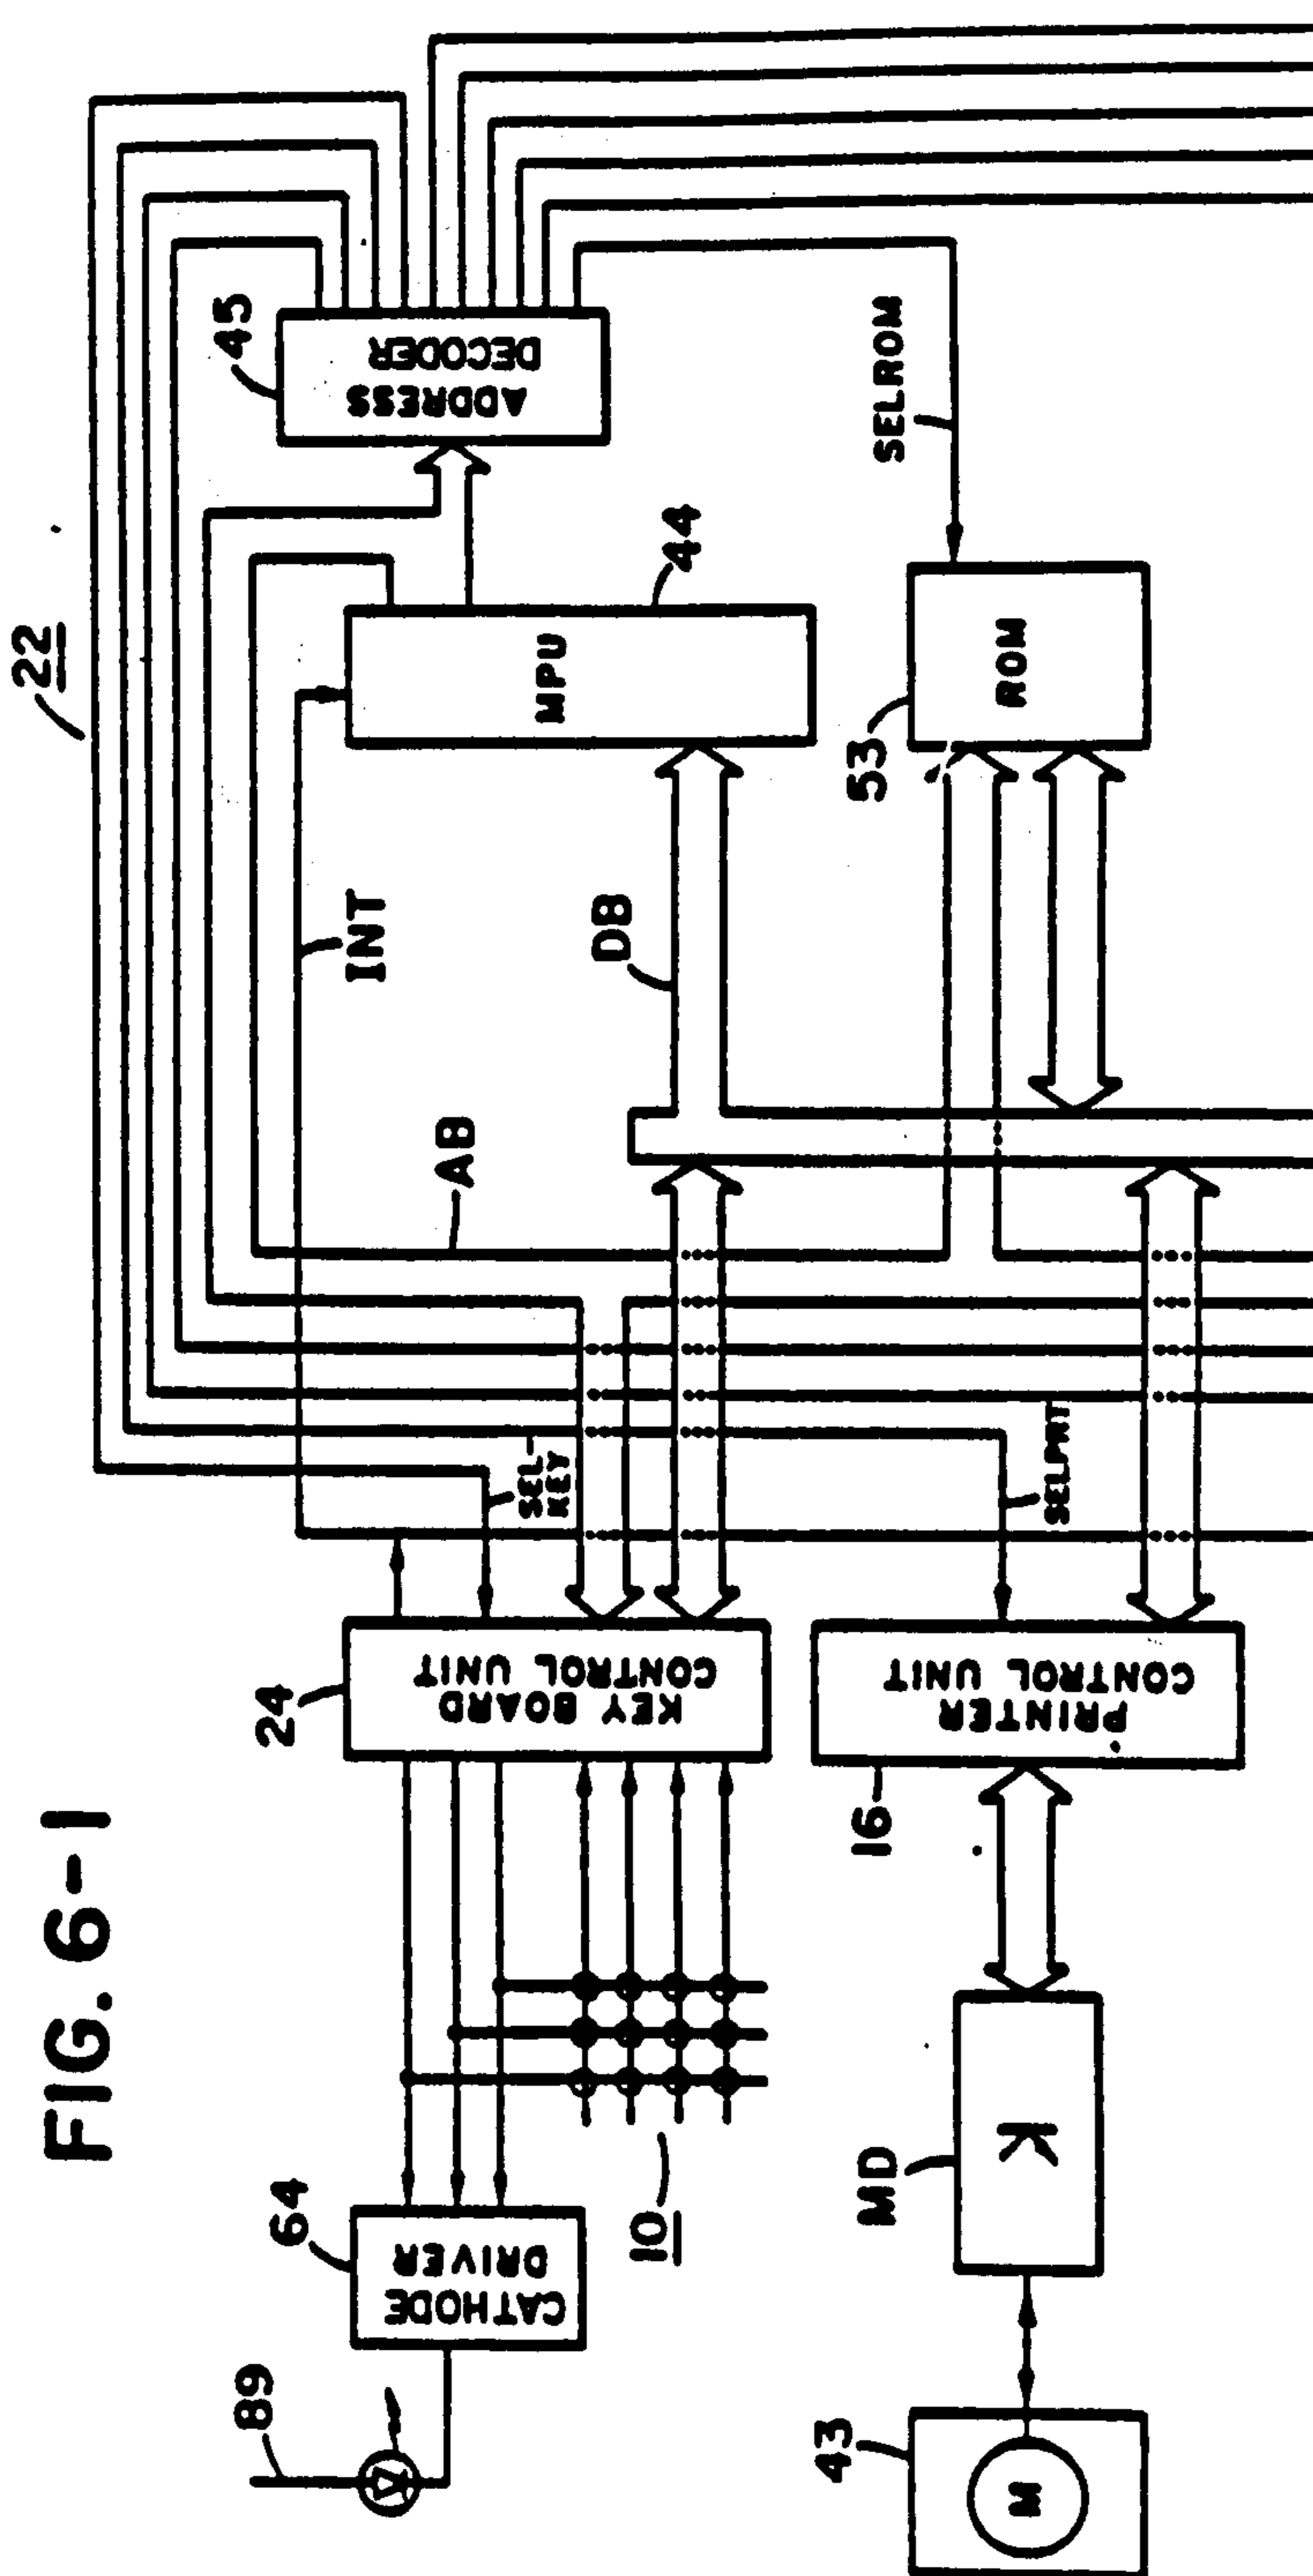 FIG. 6-1
22
89
64
CATHODE
DRIVER
24
KEY BOARD
CONTROL UNIT
10
SEL-
KEY
AB
INT
DB
MPU
44
45
ADDRESS
DECODER
43
M
MD
K
16
PRINTER
CONTROL UNIT
SELPRT
53
ROM
SELROM